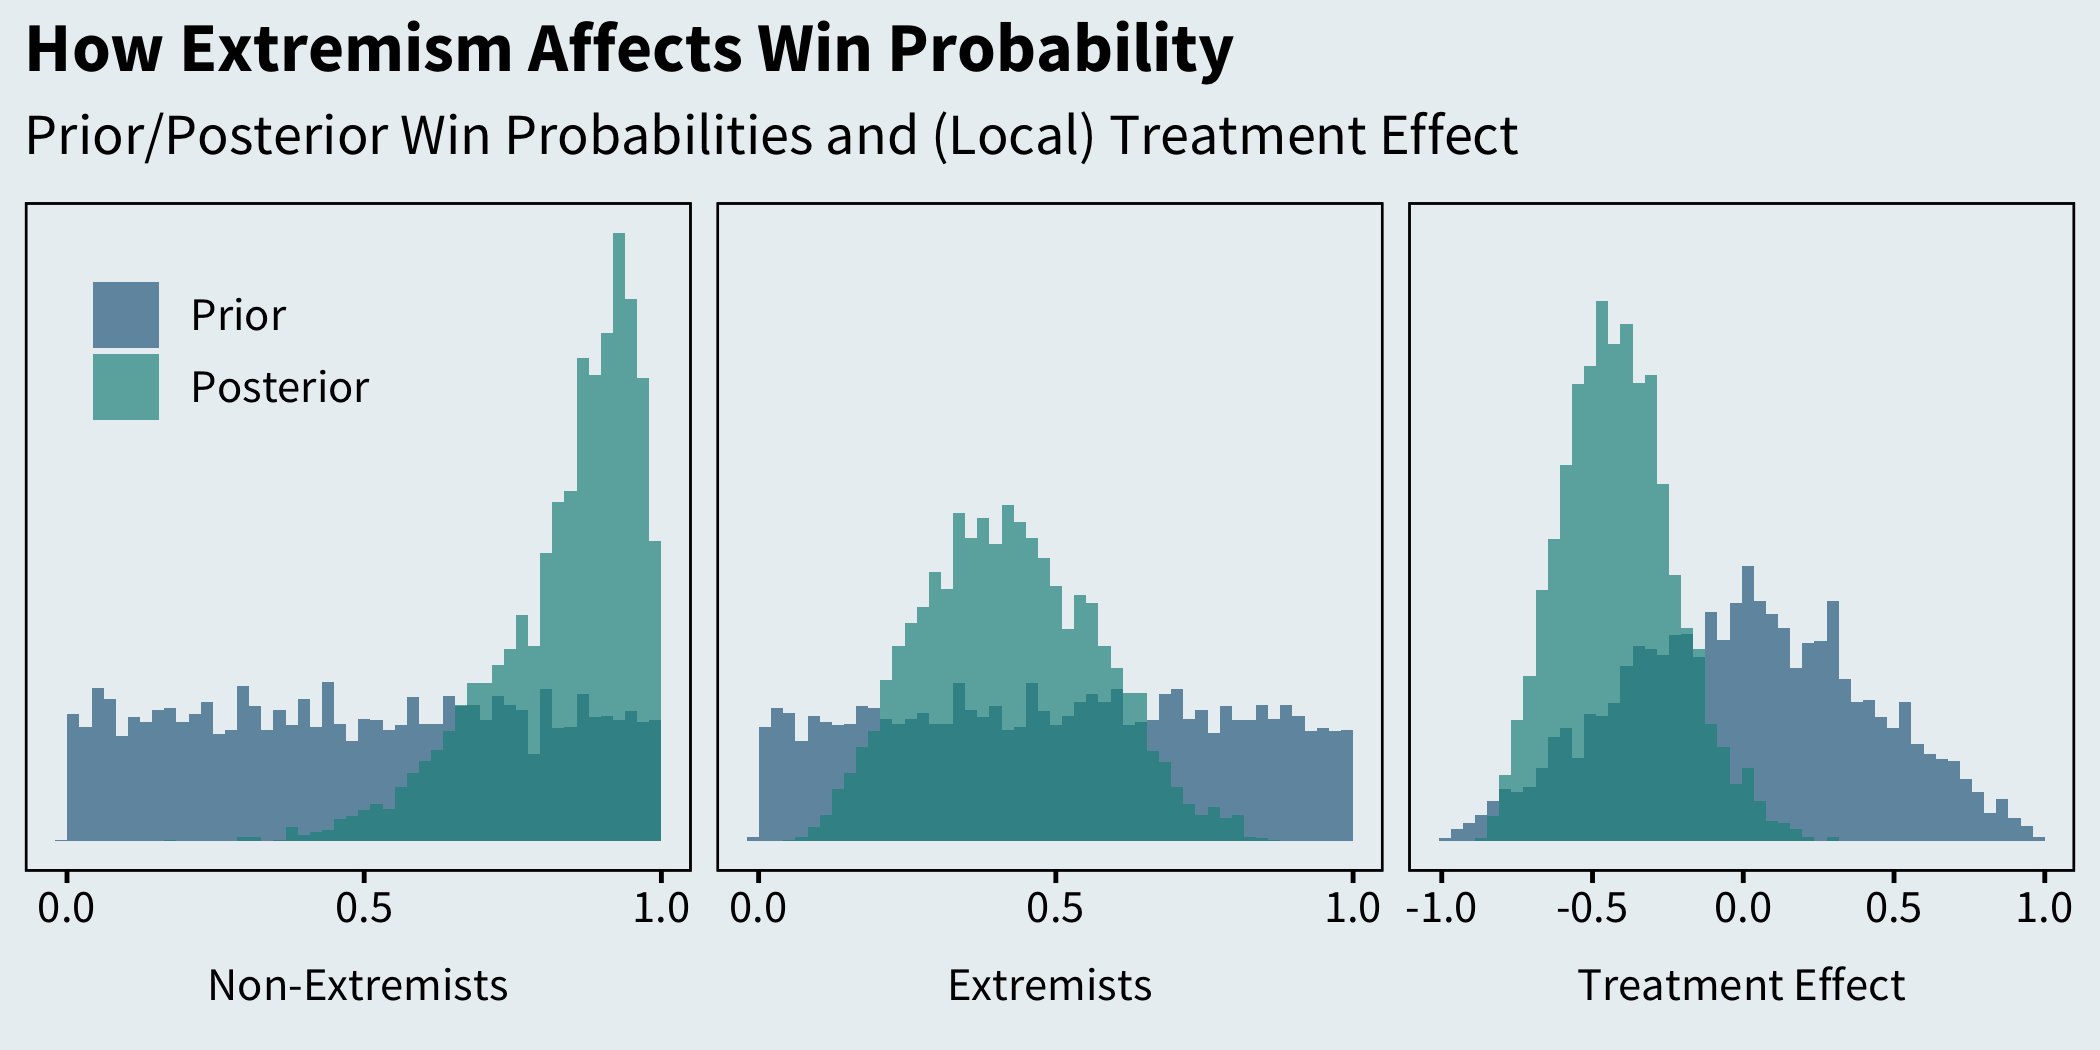 How Extremism Affects Win Probability
Prior/Posterior Win Probabilities and (Local) Treatment Effect
Prior
Posterior
0.0 0.5 1.0 0.0 0.5 1.0 -1.0 -0.5 0.0 0.5 1.0
Non-Extremists Extremists Treatment Effect